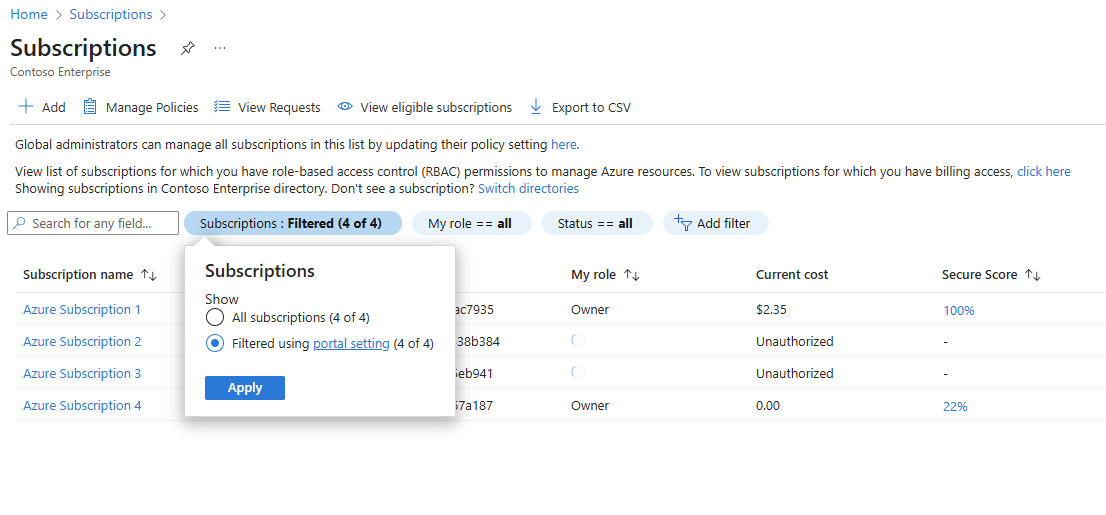 Home > Subscriptions >
Subscriptions ...
Contoso Enterprise
Add Manage Policies View Requests View eligible subscriptions Export to CSV
Global administrators can manage all subscriptions in this list by updating their policy setting here.
View list of subscriptions for which you have role-based access control (RBAC) permissions to manage Azure resources. To view subscriptions for which you have billing access, click here
Showing subscriptions in Contoso Enterprise directory. Don't see a subscription? Switch directories
Search for any field... Subscriptions : Filtered (4 of 4) My role == all Status == all Add filter
Subscriptions
Show
All subscriptions (4 of 4)
Filtered using portal setting (4 of 4)
Apply
Subscription name My role Current cost Secure Score
Azure Subscription 1 ac7935 Owner $2.35 100%
Azure Subscription 2 38b384 Unauthorized -
Azure Subscription 3 eb941 Unauthorized -
Azure Subscription 4 57a187 Owner 0.00 22%